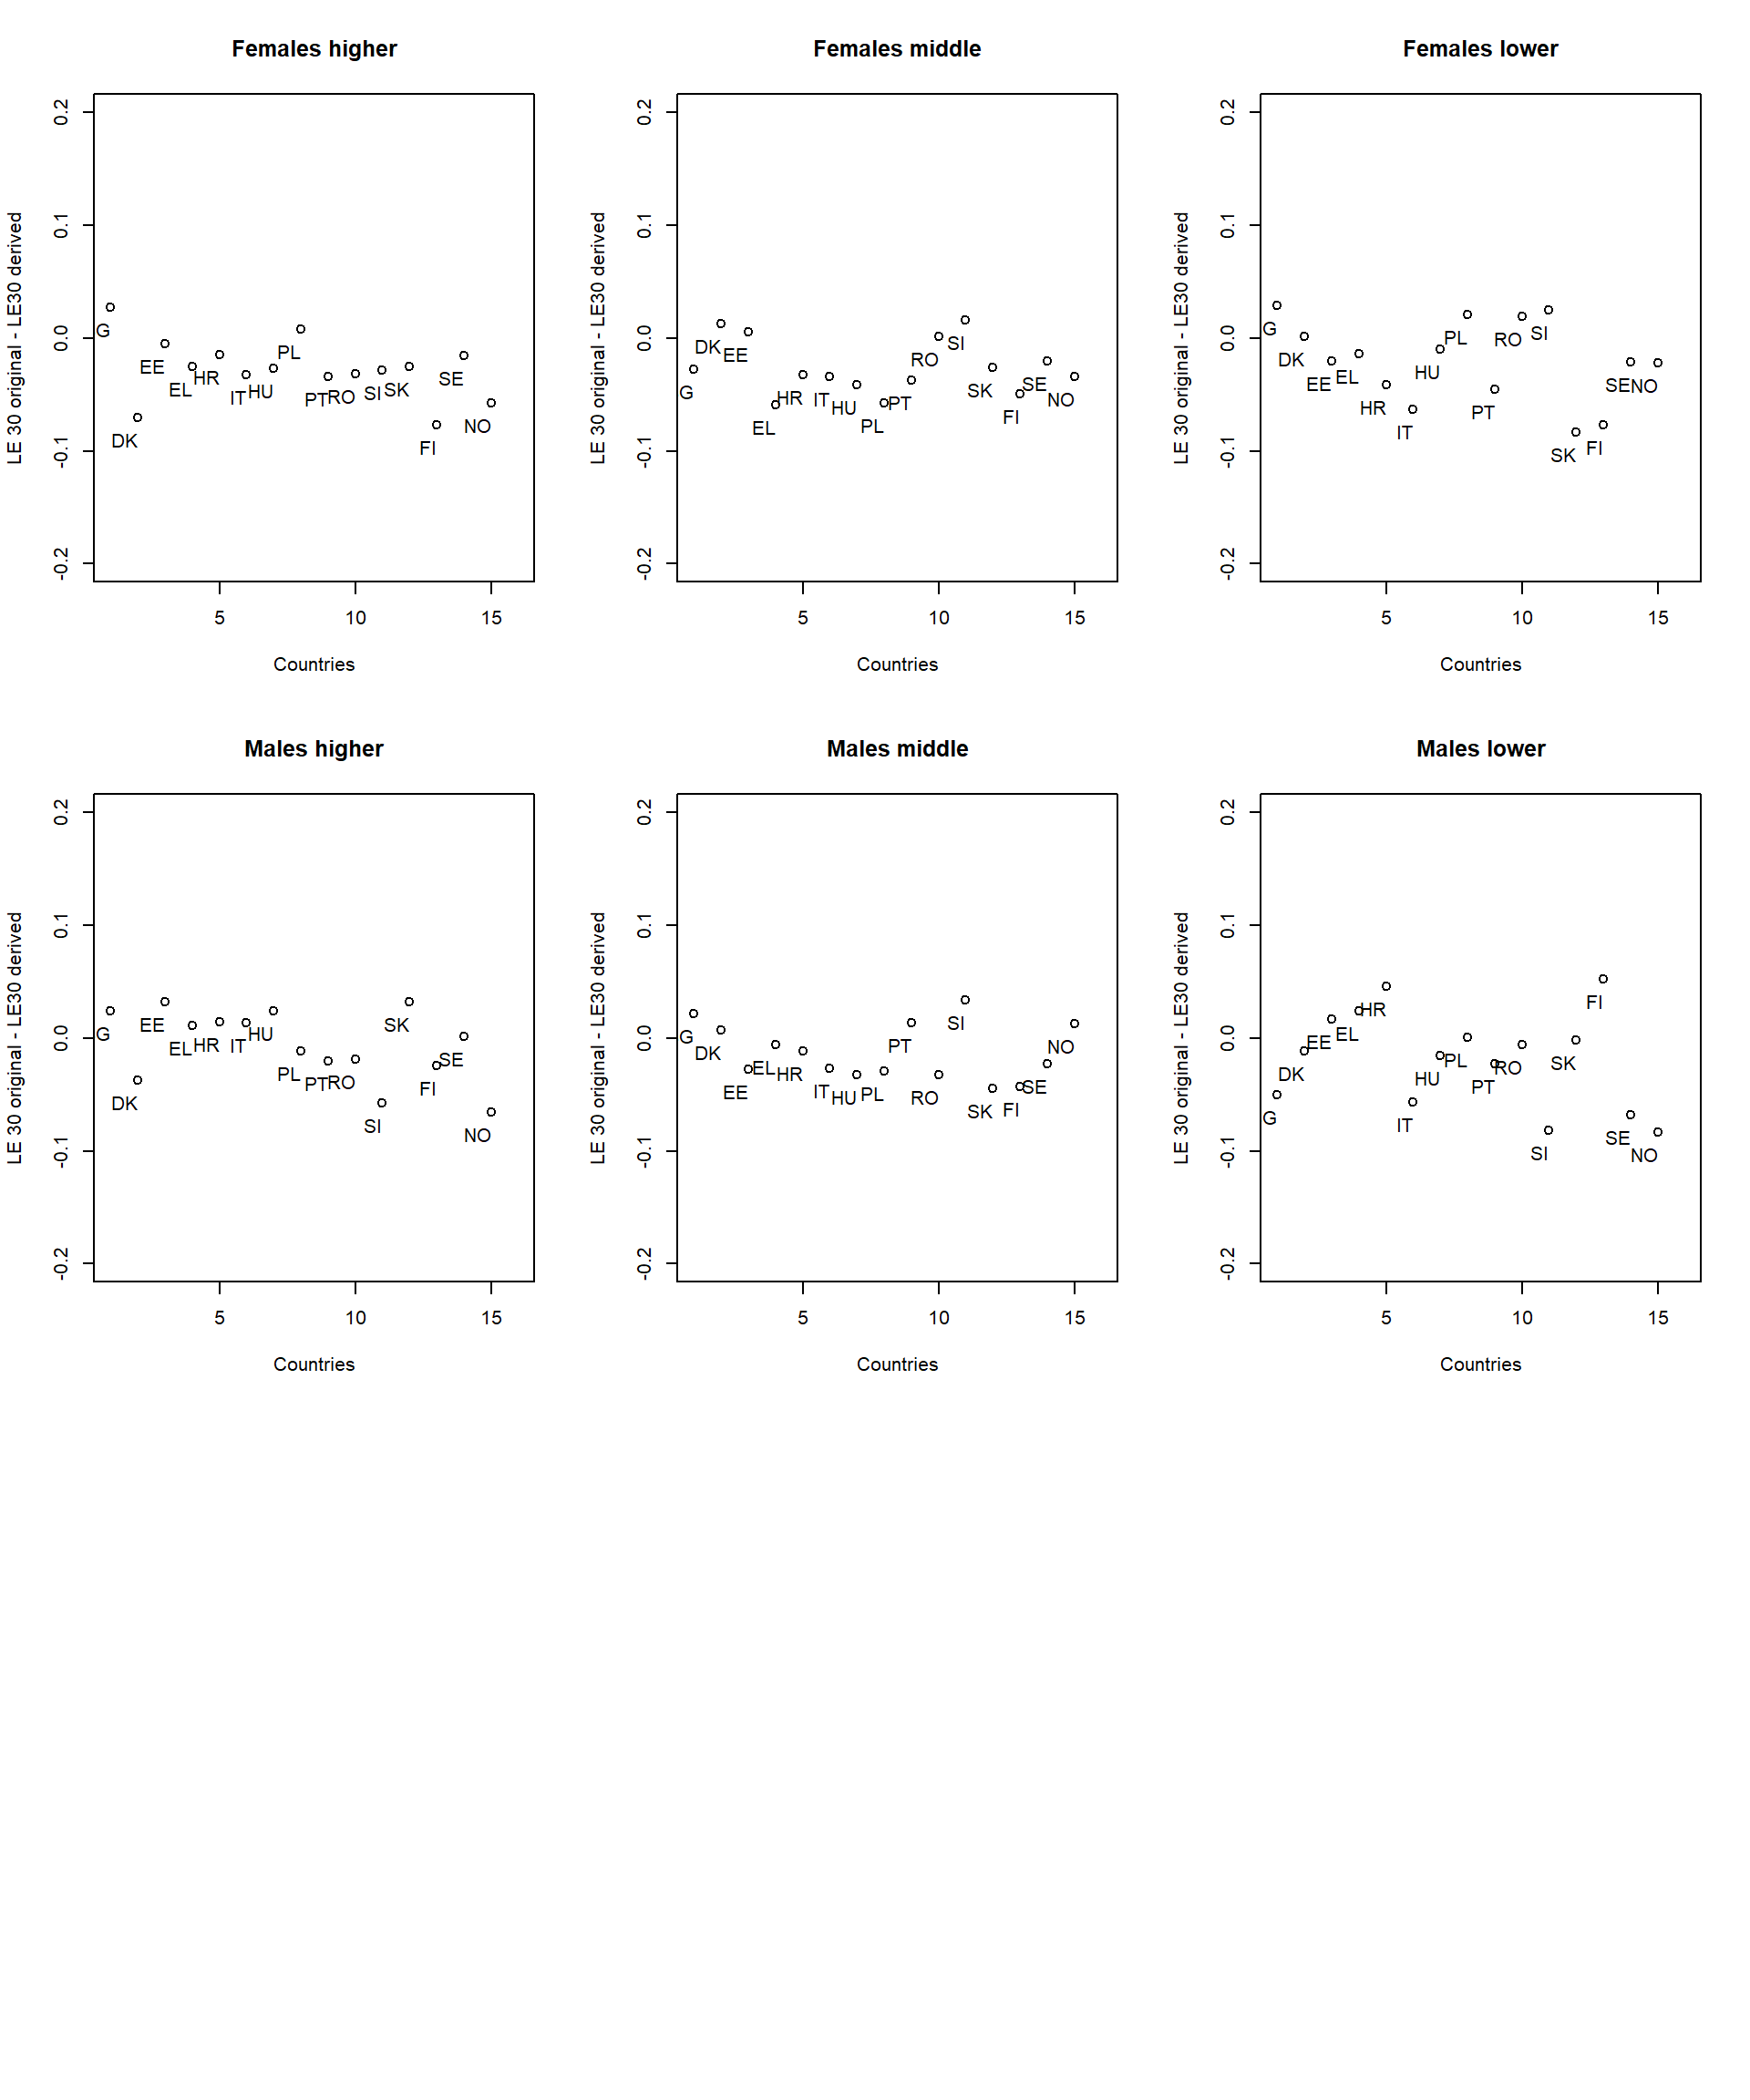 Females higher
LE 30 original - LE30 derived
0.2
0.1
0.0
-0.1
-0.2
G
DK
EE
EL
HR
IT
HU
PL
PT
RO
SI
SK
FI
SE
NO
5 10 15
Countries
Females middle
LE 30 original - LE30 derived
0.2
0.1
0.0
-0.1
-0.2
G
DK
EE
EL
HR
IT
HU
PL
PT
RO
SI
SK
FI
SE
NO
5 10 15
Countries
Females lower
LE 30 original - LE30 derived
0.2
0.1
0.0
-0.1
-0.2
G
DK
EE
EL
HR
IT
HU
PL
PT
RO
SI
SK
FI
SE
NO
5 10 15
Countries
Males higher
LE 30 original - LE30 derived
0.2
0.1
0.0
-0.1
-0.2
G
DK
EE
EL
HR
IT
HU
PL
PT
RO
SI
SK
FI
SE
NO
5 10 15
Countries
Males middle
LE 30 original - LE30 derived
0.2
0.1
0.0
-0.1
-0.2
G
DK
EE
EL
HR
IT
HU
PL
PT
RO
SI
SK
FI
SE
NO
5 10 15
Countries
Males lower
LE 30 original - LE30 derived
0.2
0.1
0.0
-0.1
-0.2
G
DK
EE
EL
HR
IT
HU
PL
PT
RO
SI
SK
FI
SE
NO
5 10 15
Countries